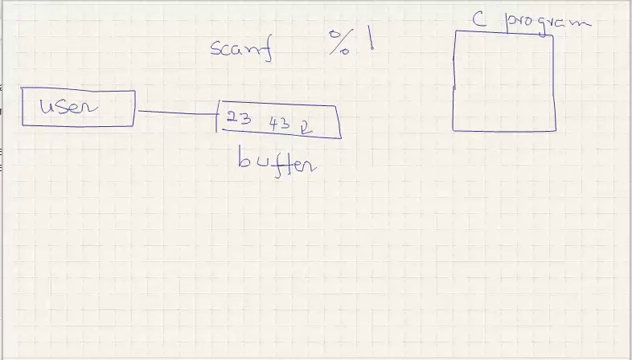 C program
scanf % |
user
23 43 R
buffer